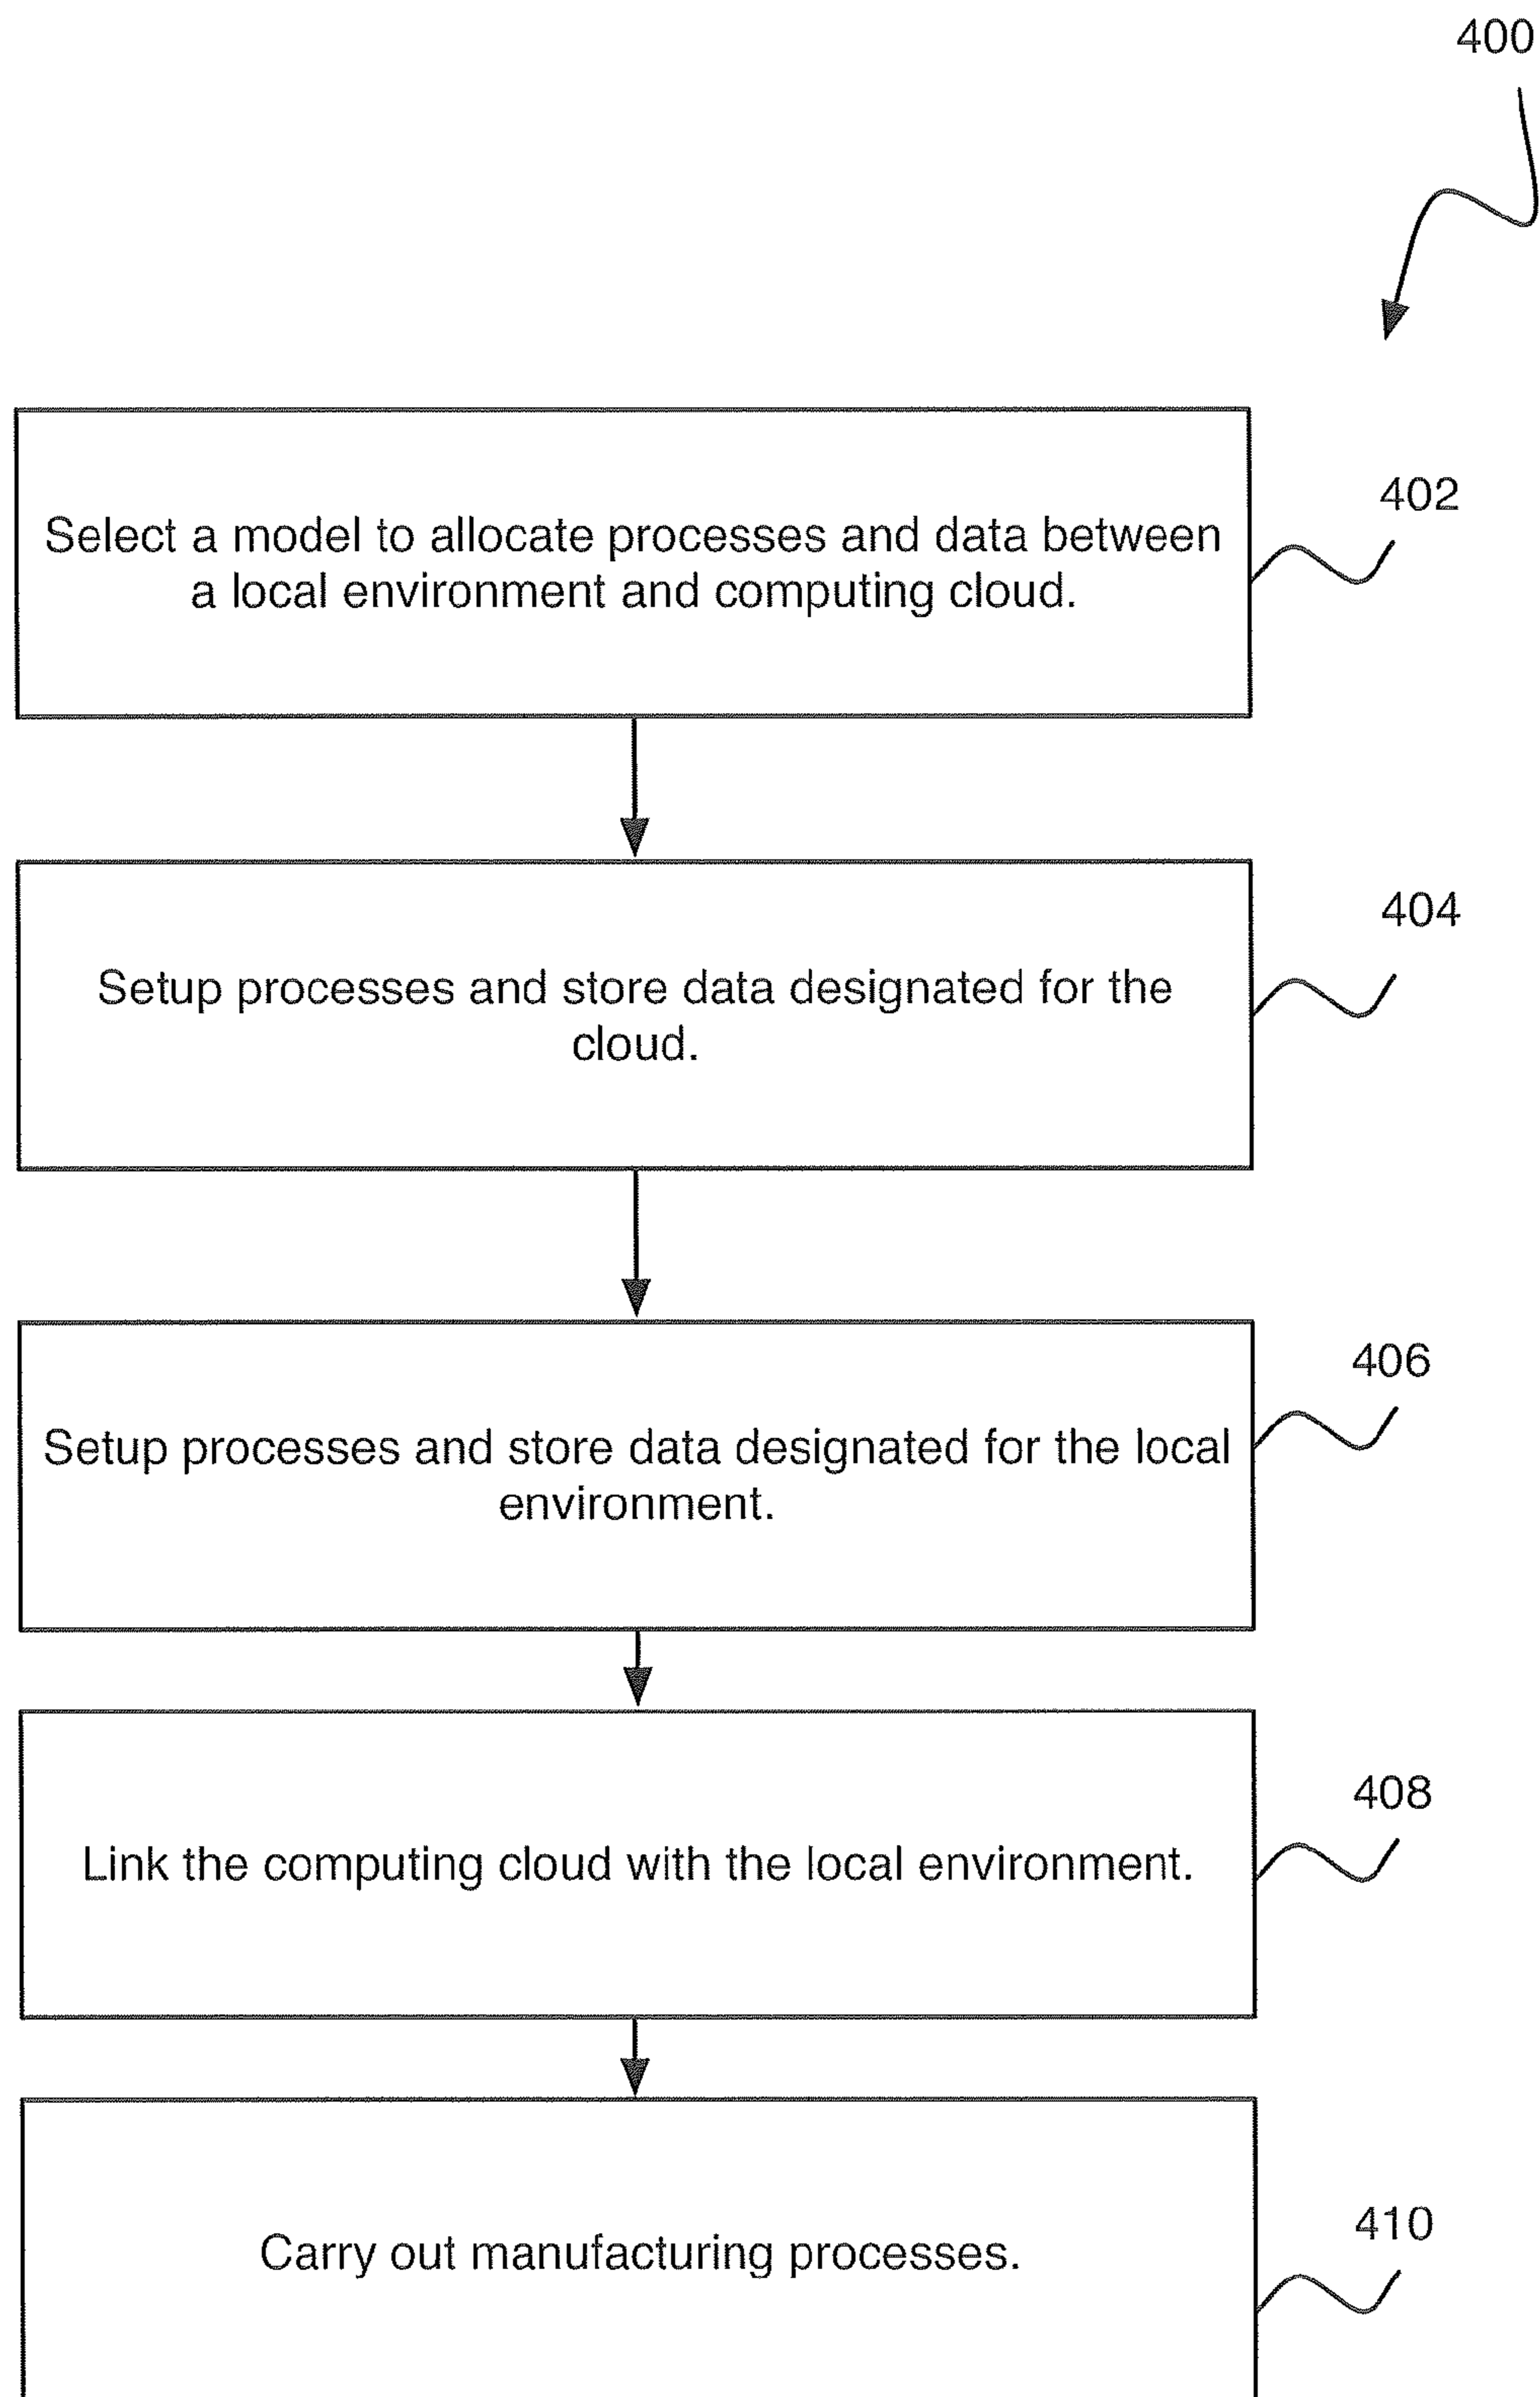 400
Select a model to allocate processes and data between
a local environment and computing cloud.
402
Setup processes and store data designated for the
cloud.
404
Setup processes and store data designated for the local
environment.
406
Link the computing cloud with the local environment.
408
Carry out manufacturing processes.
410